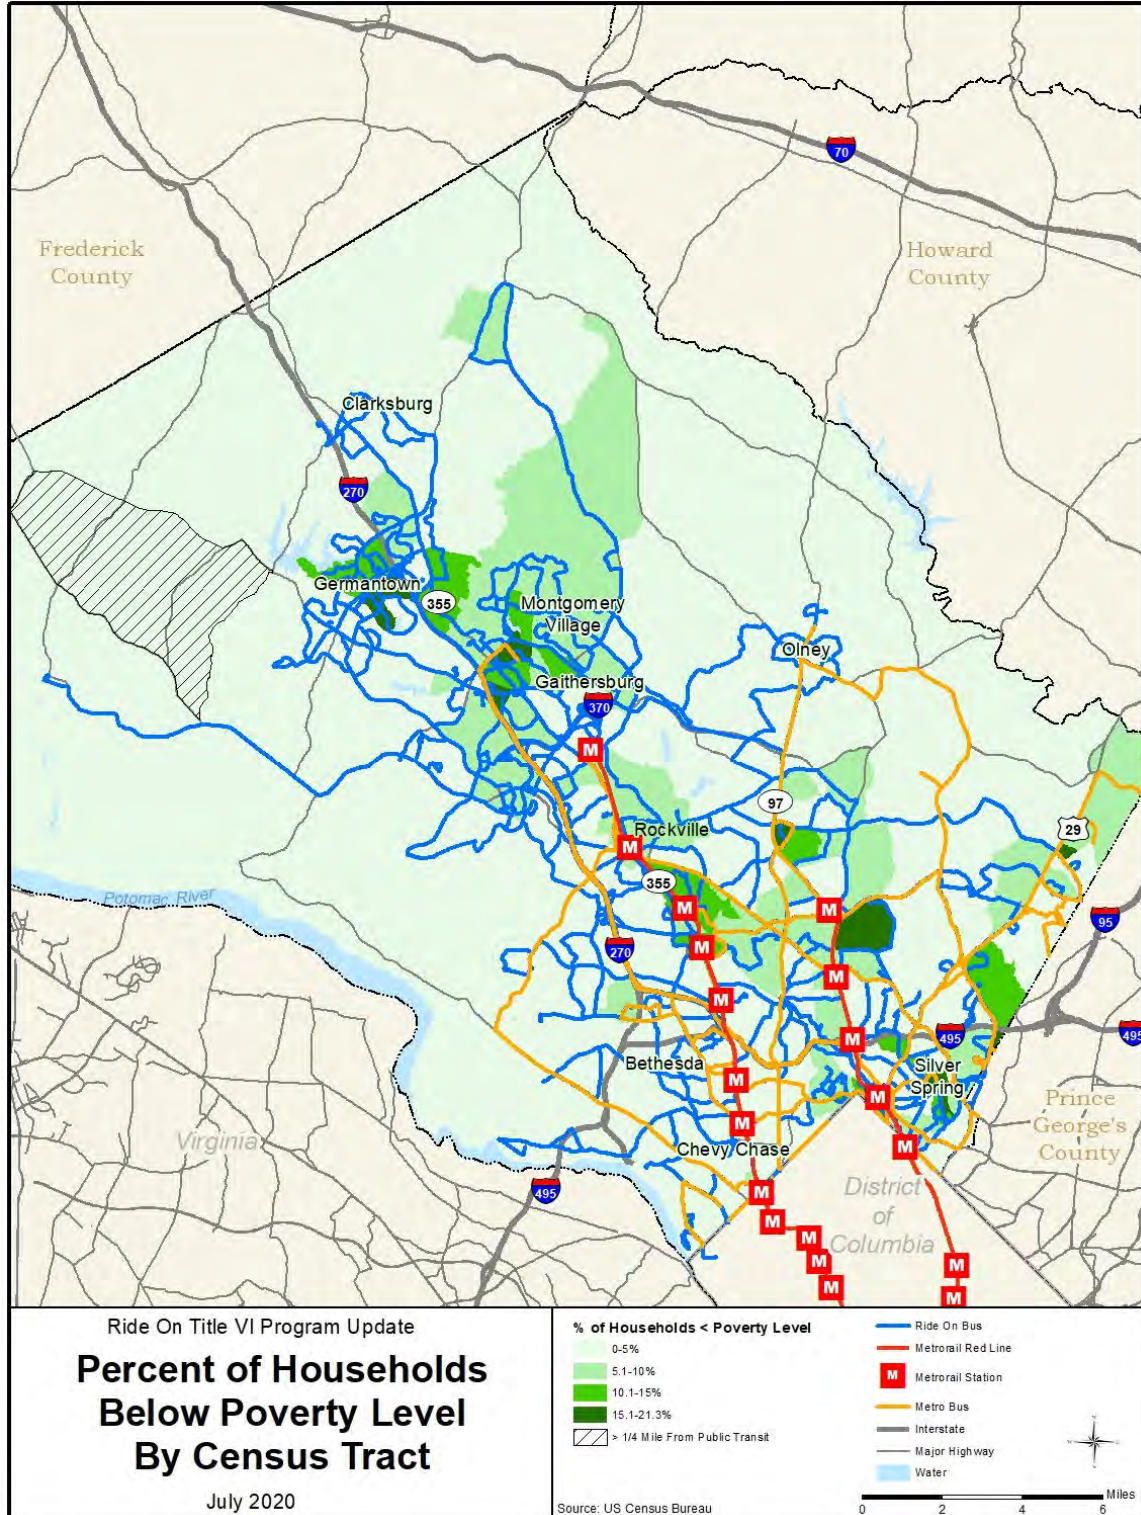 70
Frederick
County
Howard
County
Clarksburg
270
Germantown
355
Montgomery
Village
Olney
Gaithersburg
370
M
97
29
Rockville
M
355
M
M
95
Potomac River
M
270
M
M
M
495
495
Bethesda
Silver
Spring
M
M
Prince
George's
County
Virginia
M
Chevy Chase
M
495
M
District
of
Columbia
M
M
M
M
M
M
Ride On Title VI Program Update
Percent of Households
Below Poverty Level
By Census Tract
July 2020
% of Households < Poverty Level
0-5%
5.1-10%
10.1-15%
15.1-21.3%
> 1/4 Mile From Public Transit
Source: US Census Bureau
Ride On Bus
Metrorail Red Line
M Metrorail Station
Metro Bus
Interstate
Major Highway
Water
Miles
0 2 4 6